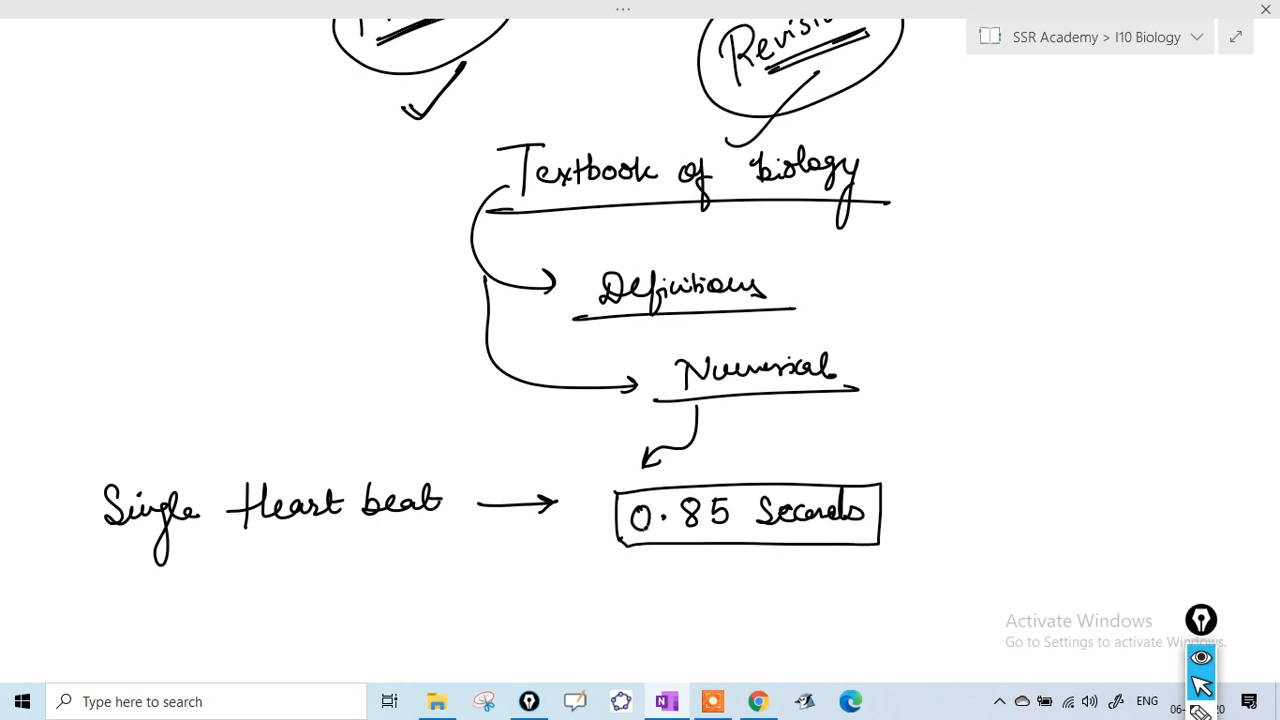 SSR Academy > I10 Biology
Revision
Textbook of biology
Definitions
Numerical
Single Heart beat → 0.85 Seconds
Activate Windows
Go to Settings to activate Windows.
Type here to search
ENG